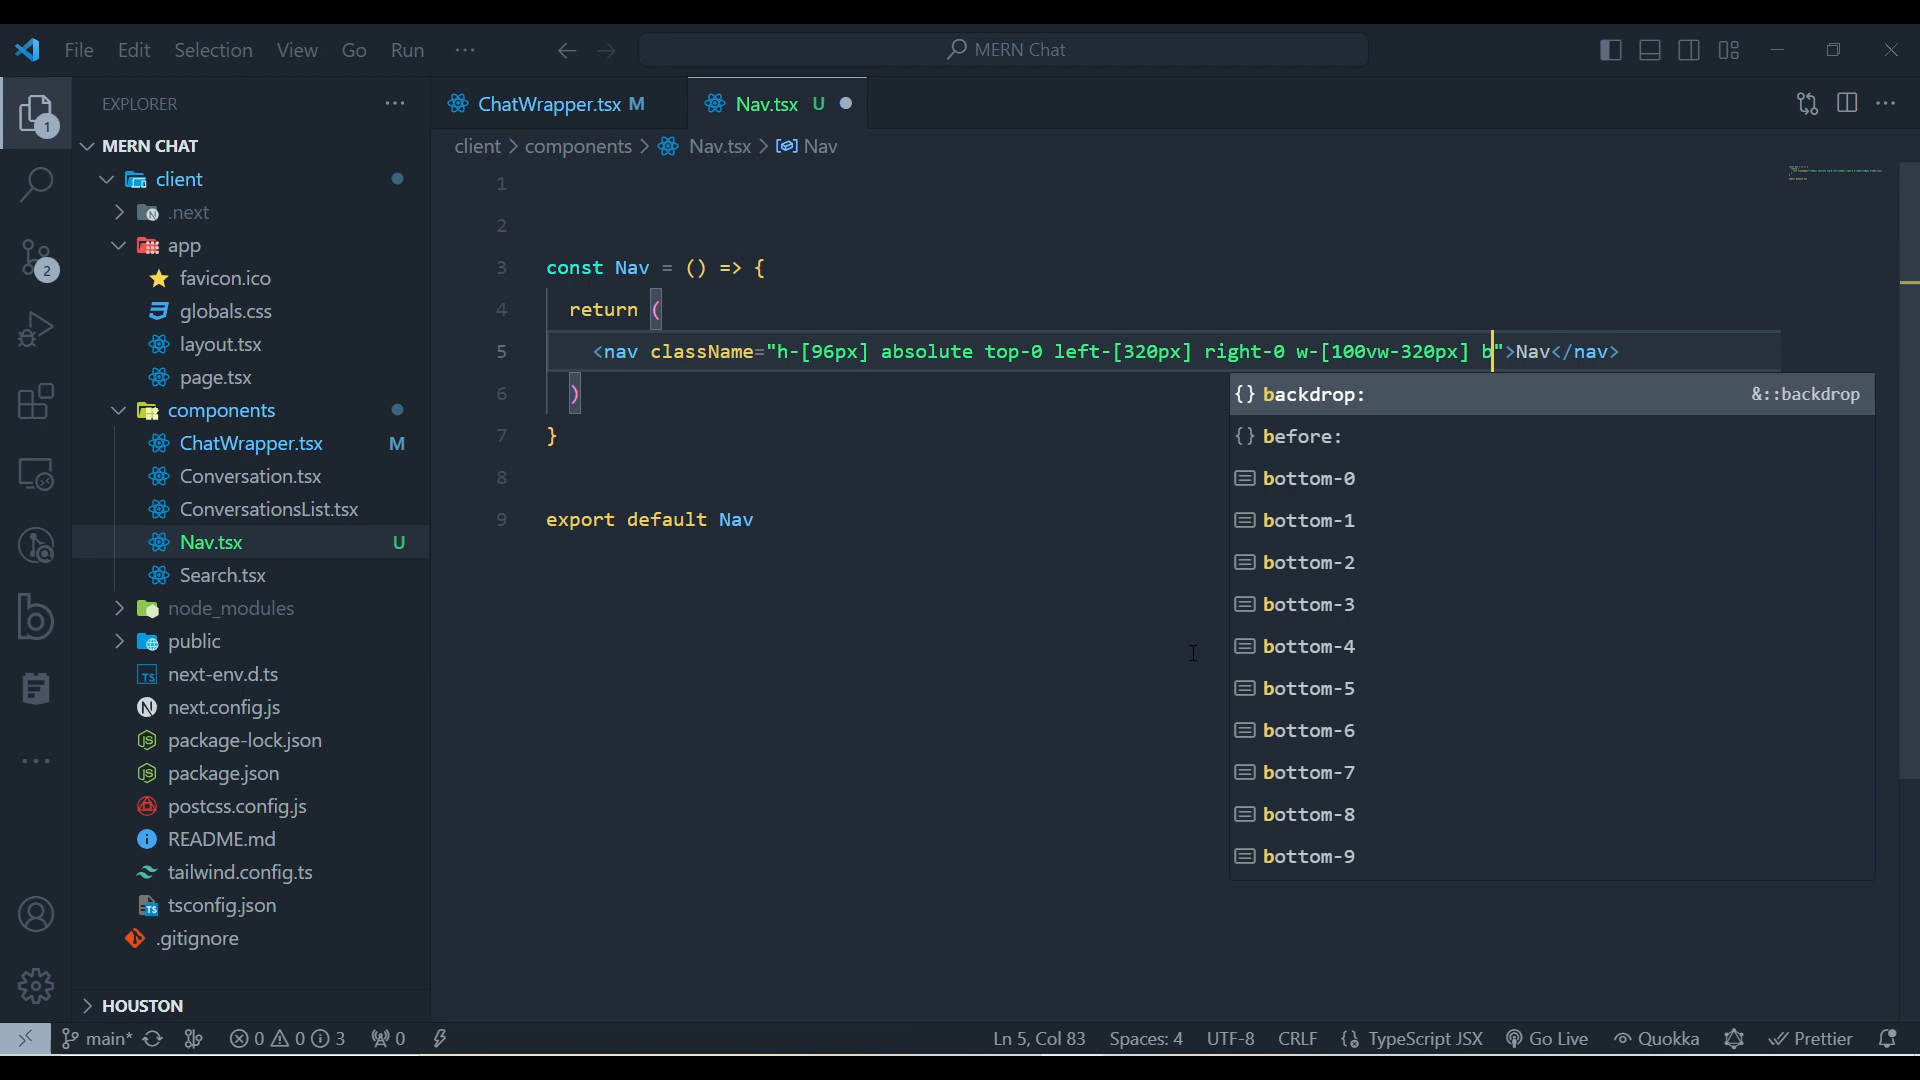 File Edit Selection View Go Run ··· MERN Chat
EXPLORER ···
ChatWrapper.tsx M Nav.tsx U
MERN CHAT
client > components > Nav.tsx > Nav
client
.next
app
favicon.ico
globals.css
layout.tsx
page.tsx
components
ChatWrapper.tsx M
Conversation.tsx
ConversationsList.tsx
Nav.tsx U
Search.tsx
node_modules
public
next-env.d.ts
next.config.js
package-lock.json
package.json
postcss.config.js
README.md
tailwind.config.ts
tsconfig.json
.gitignore
HOUSTON
1
2
1
2
3 const Nav = () => {
4 return (
5 <nav className="h-[96px] absolute top-0 left-[320px] right-0 w-[100vw-320px] b">Nav</nav>
6 )
7 }
8
9 export default Nav
{} backdrop: &::backdrop
{} before:
bottom-0
bottom-1
bottom-2
bottom-3
bottom-4
bottom-5
bottom-6
bottom-7
bottom-8
bottom-9
main* 0 0 3 0 Ln 5, Col 83 Spaces: 4 UTF-8 CRLF TypeScript JSX Go Live Quokka Prettier